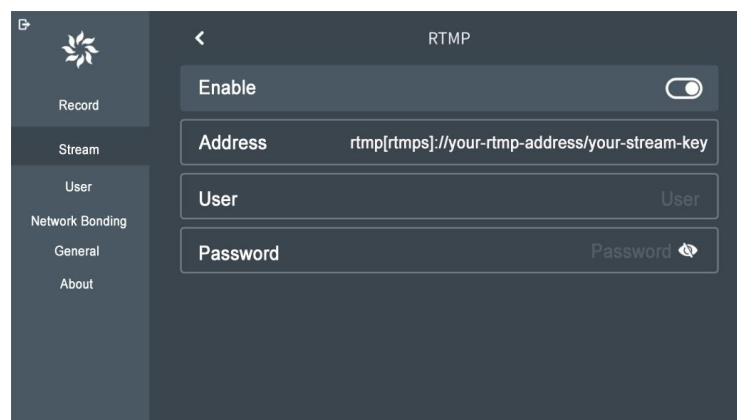 RTMP
Record
Stream
User
Network Bonding
General
About
Enable
Address rtmp[rtmps]://your-rtmp-address/your-stream-key
User User
Password Password